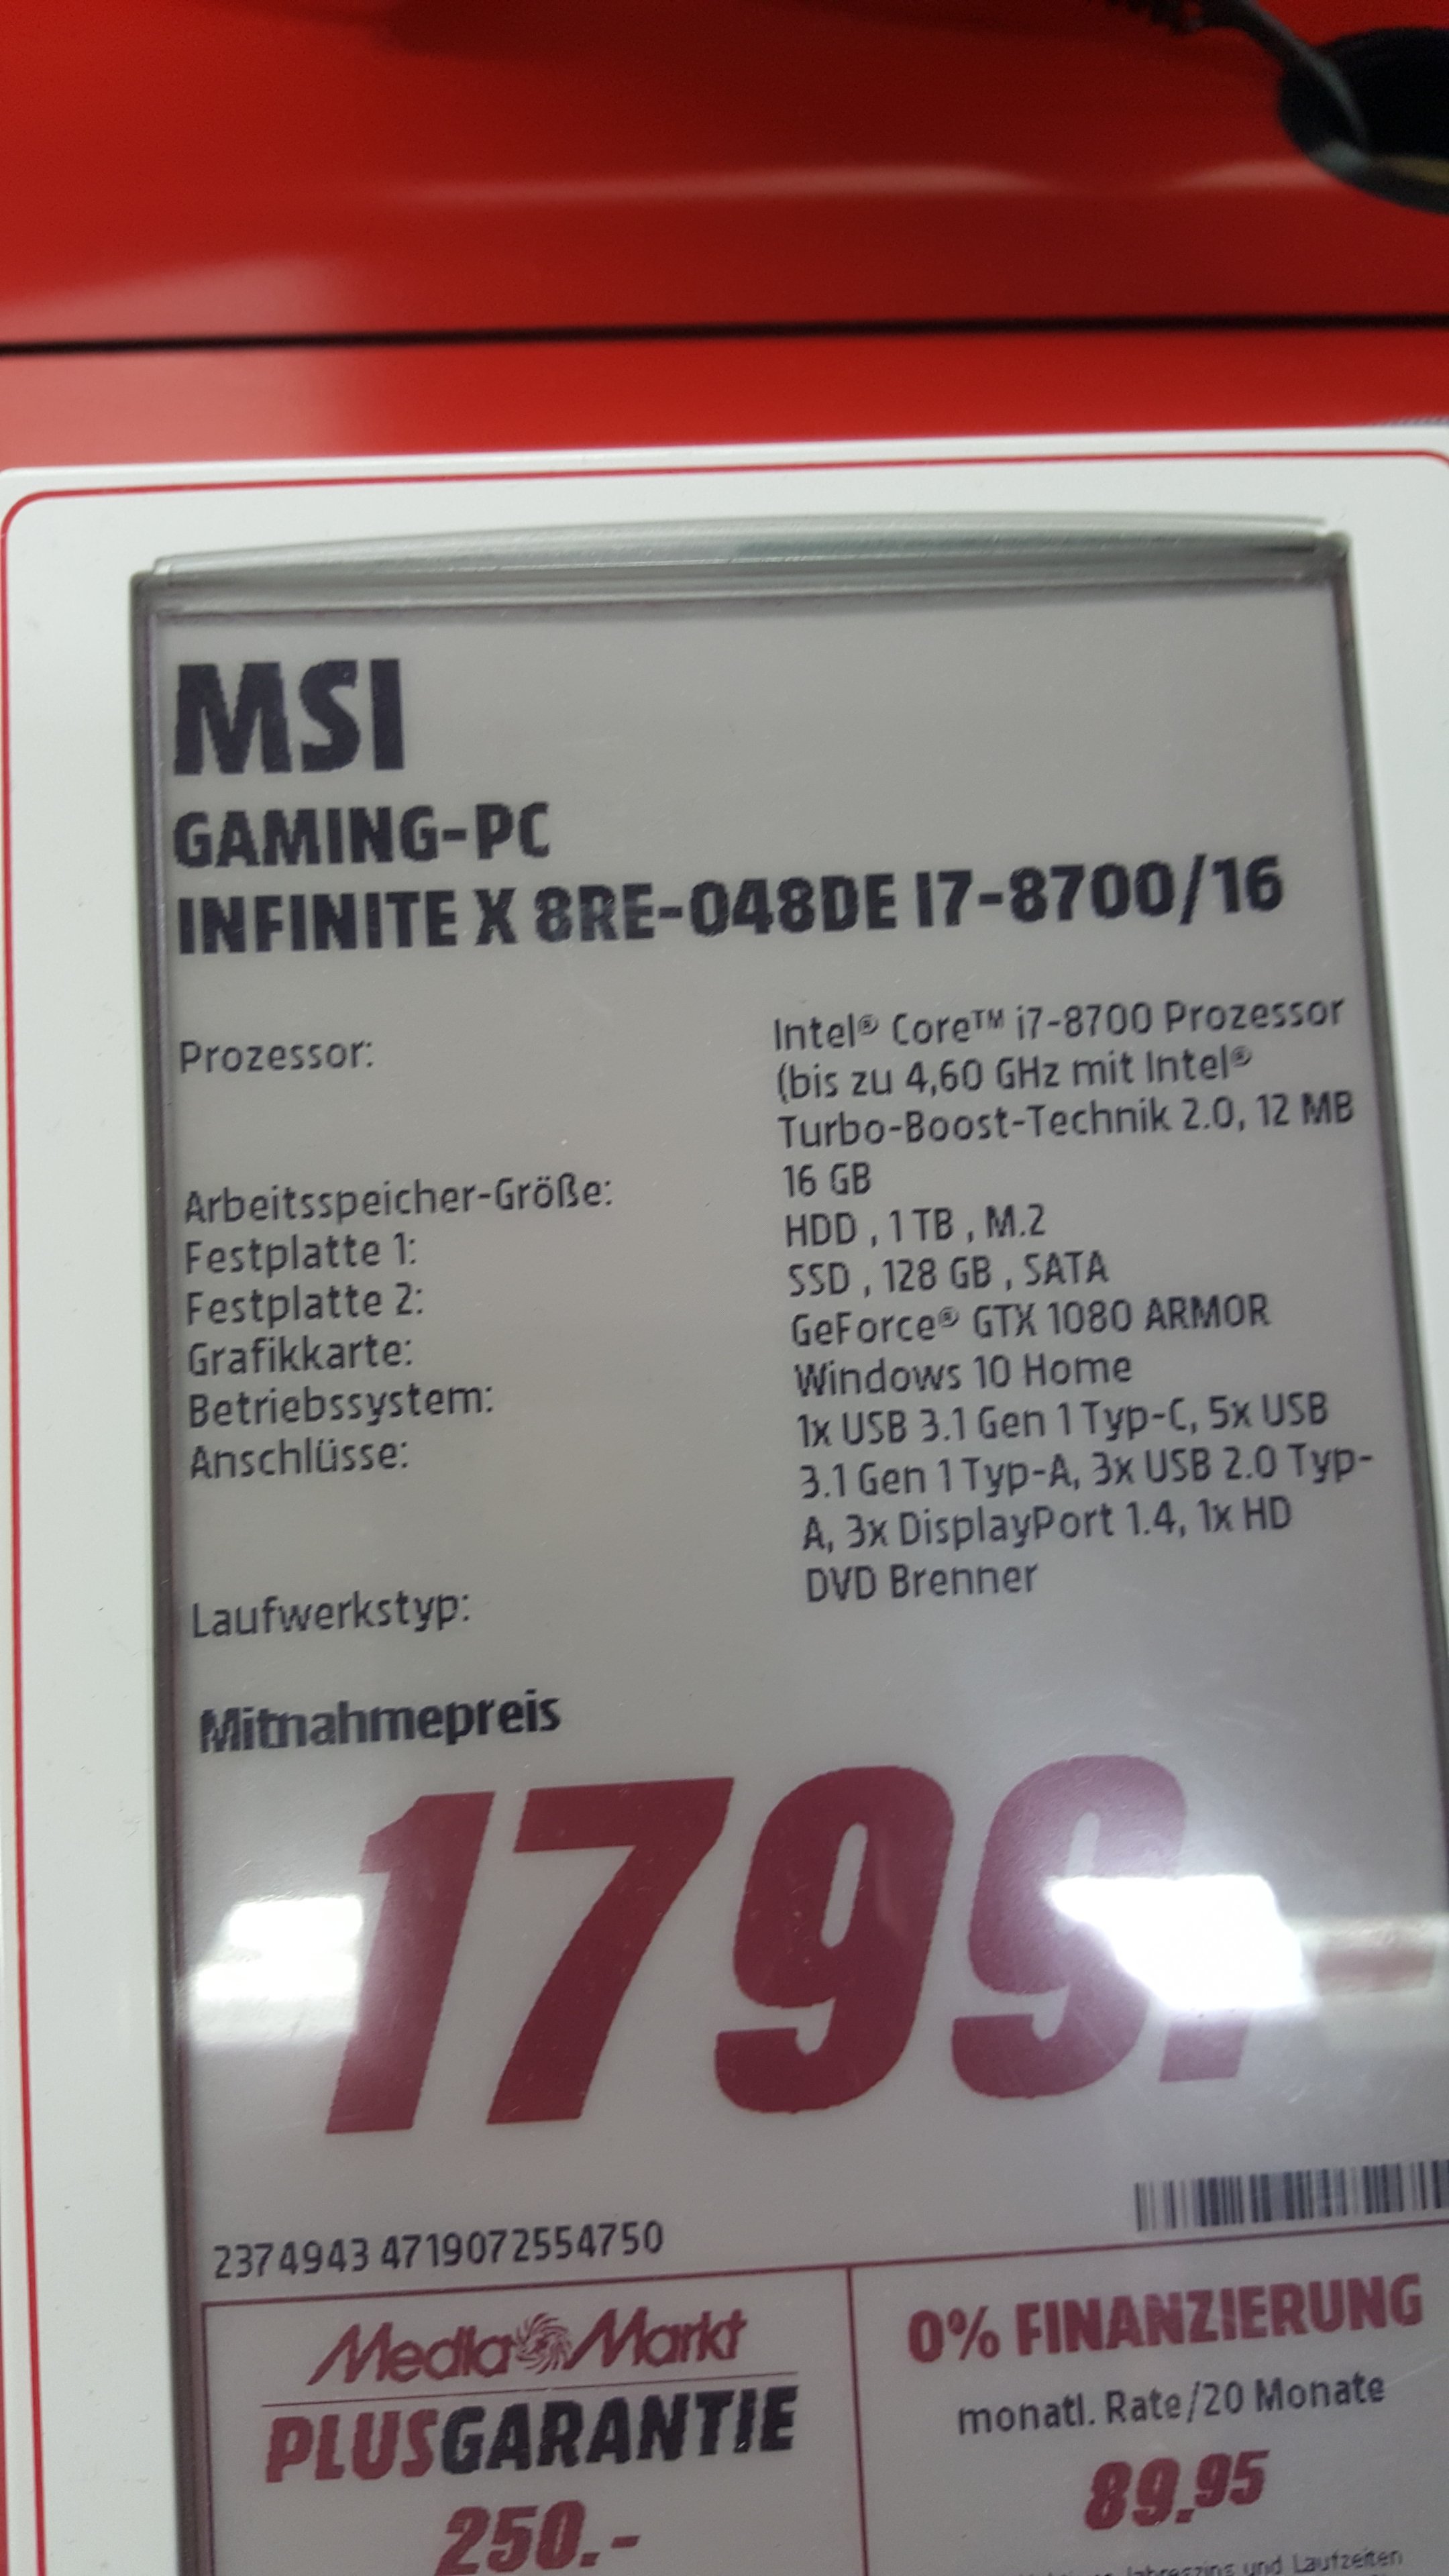 MSI
GAMING-PC
INFINITE X 8RE-048DE I7-8700/16
Prozessor: Intel® Core™ i7-8700 Prozessor
(bis zu 4,60 GHz mit Intel®
Turbo-Boost-Technik 2.0, 12 MB
Arbeitsspeicher-Größe: 16 GB
Festplatte 1: HDD , 1 TB , M.2
Festplatte 2: SSD , 128 GB , SATA
Grafikkarte: GeForce® GTX 1080 ARMOR
Betriebssystem: Windows 10 Home
Anschlüsse: 1x USB 3.1 Gen 1 Typ-C, 5x USB
3.1 Gen 1 Typ-A, 3x USB 2.0 Typ-
A, 3x DisplayPort 1.4, 1x HD
Laufwerkstyp: DVD Brenner
Mitnahmepreis
1799.-
2374943 4719072554750
Media Markt
PLUSGARANTIE
250.-
0% FINANZIERUNG
monatl. Rate/20 Monate
89.95
Jahreszins und Laufzeiten